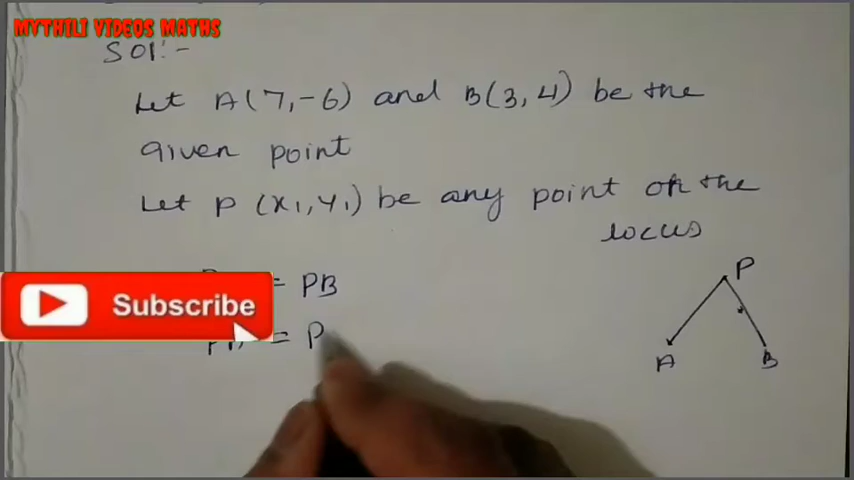 MYTHILI VIDEOS MATHS
Sol:-
Let A(7,-6) and B(3,4) be the
Given point
Let P (x₁,y₁) be any point on the
locus
= PB
= P
Subscribe
P
A
B